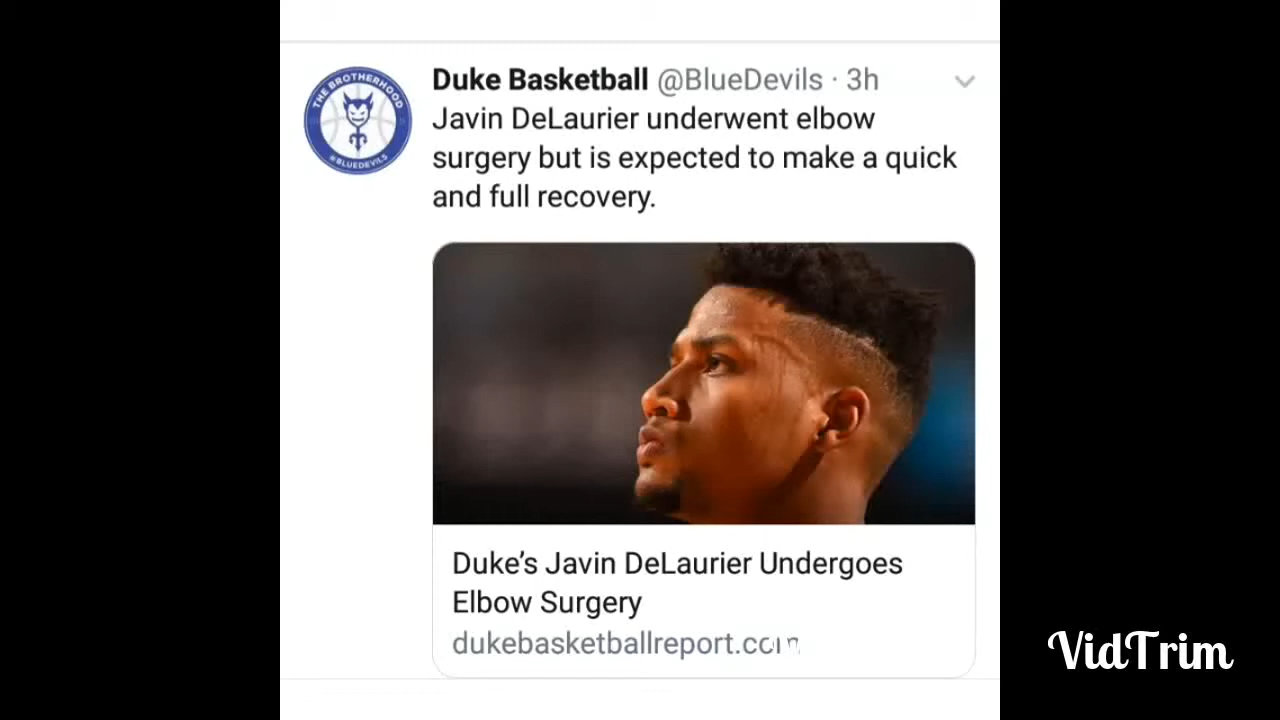 THE BROTHERHOOD
@BLUEDEVILS
Duke Basketball @BlueDevils · 3h
Javin DeLaurier underwent elbow
surgery but is expected to make a quick
and full recovery.
Duke's Javin DeLaurier Undergoes
Elbow Surgery
dukebasketballreport.com
VidTrim